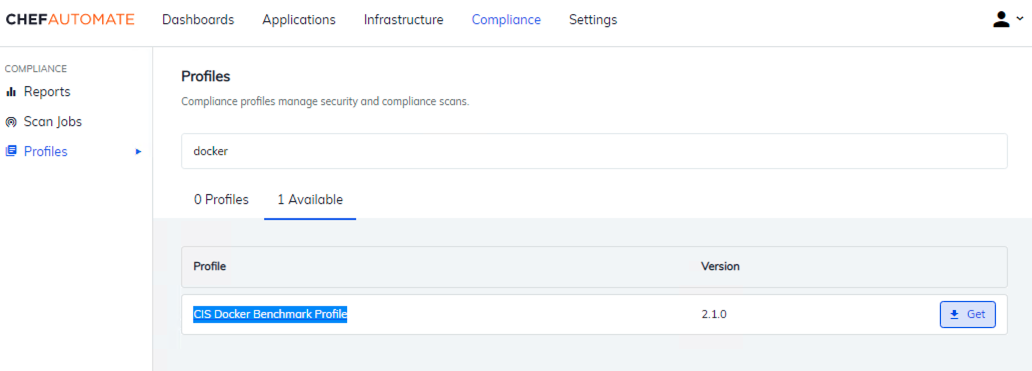 CHEFAUTOMATE Dashboards Applications Infrastructure Compliance Settings
COMPLIANCE
Reports
Scan Jobs
Profiles
Profiles
Compliance profiles manage security and compliance scans.
docker
0 Profiles 1 Available
Profile Version
CIS Docker Benchmark Profile 2.1.0 Get